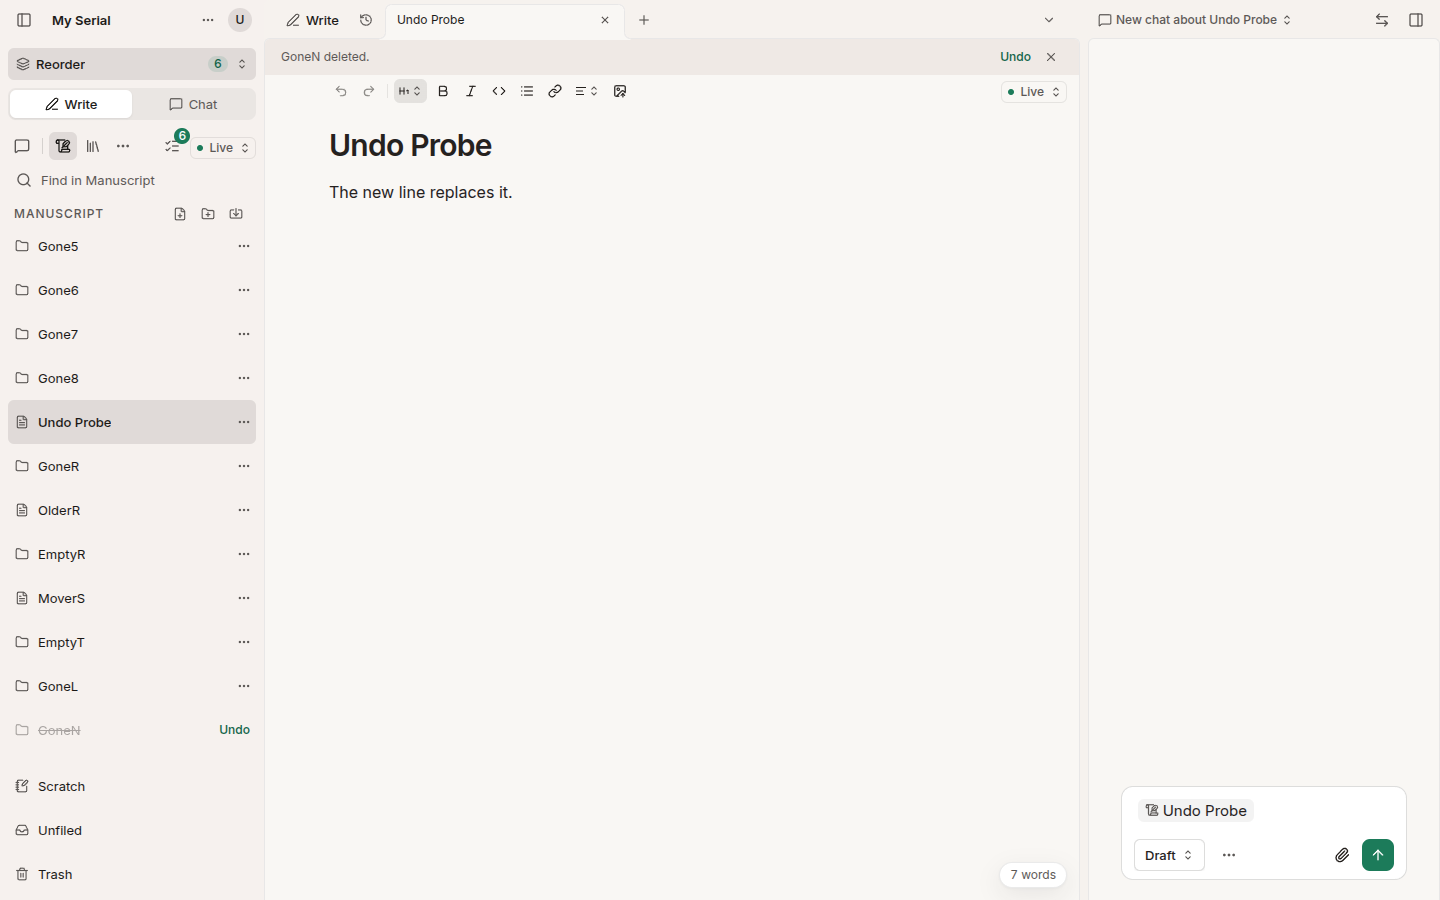 My Serial
U
Reorder
6
Write
Chat
6
Live
Find in Manuscript
MANUSCRIPT
Gone5
Gone6
Gone7
Gone8
Undo Probe
GoneR
OlderR
EmptyR
MoverS
EmptyT
GoneL
GoneN
Undo
Scratch
Unfiled
Trash
Write
Undo Probe
GoneN deleted.
Undo
H1
B
I
Live
Undo Probe
The new line replaces it.
7 words
New chat about Undo Probe
Undo Probe
Draft